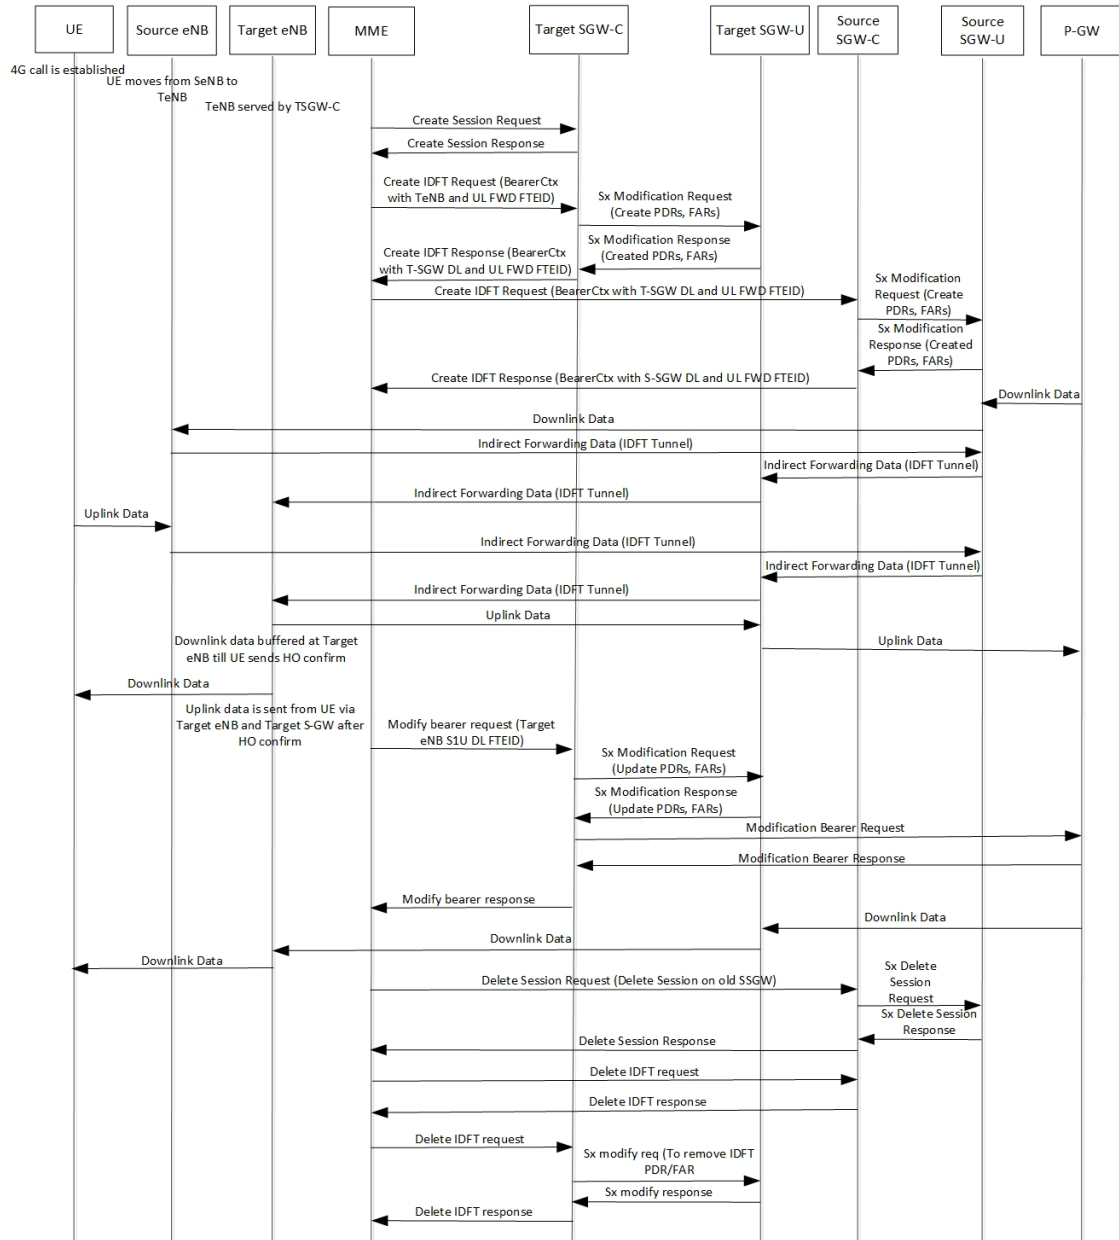 UE
Source eNB
Target eNB
MME
Target SGW-C
Target SGW-U
Source
SGW-C
Source
SGW-U
P-GW
4G call is established
UE moves from SeNB to
TeNB
TeNB served by TSGW-C
Create Session Request
Create Session Response
Create IDFT Request (BearerCtx
with TeNB and UL FWD FTEID)
Sx Modification Request
(Create PDRs, FARs)
Sx Modification Response
(Created PDRs, FARs)
Create IDFT Response (BearerCtx
with T-SGW DL and UL FWD FTEID)
Create IDFT Request (BearerCtx with T-SGW DL and UL FWD FTEID)
Sx Modification
Request (Create
PDRs, FARs)
Sx Modification
Response (Created
PDRs, FARs)
Create IDFT Response (BearerCtx with S-SGW DL and UL FWD FTEID)
Downlink Data
Downlink Data
Indirect Forwarding Data (IDFT Tunnel)
Indirect Forwarding Data (IDFT Tunnel)
Indirect Forwarding Data (IDFT Tunnel)
Uplink Data
Indirect Forwarding Data (IDFT Tunnel)
Indirect Forwarding Data (IDFT Tunnel)
Indirect Forwarding Data (IDFT Tunnel)
Uplink Data
Downlink data buffered at Target
eNB till UE sends HO confirm
Uplink Data
Downlink Data
Uplink data is sent from UE via
Target eNB and Target S-GW after
HO confirm
Modify bearer request (Target
eNB S1U DL FTEID)
Sx Modification Request
(Update PDRs, FARs)
Sx Modification Response
(Update PDRs, FARs)
Modification Bearer Request
Modification Bearer Response
Modify bearer response
Downlink Data
Downlink Data
Downlink Data
Delete Session Request (Delete Session on old SSGW)
Sx Delete
Session
Request
Sx Delete Session
Response
Delete Session Response
Delete IDFT request
Delete IDFT response
Delete IDFT request
Sx modify req (To remove IDFT
PDR/FAR
Sx modify response
Delete IDFT response